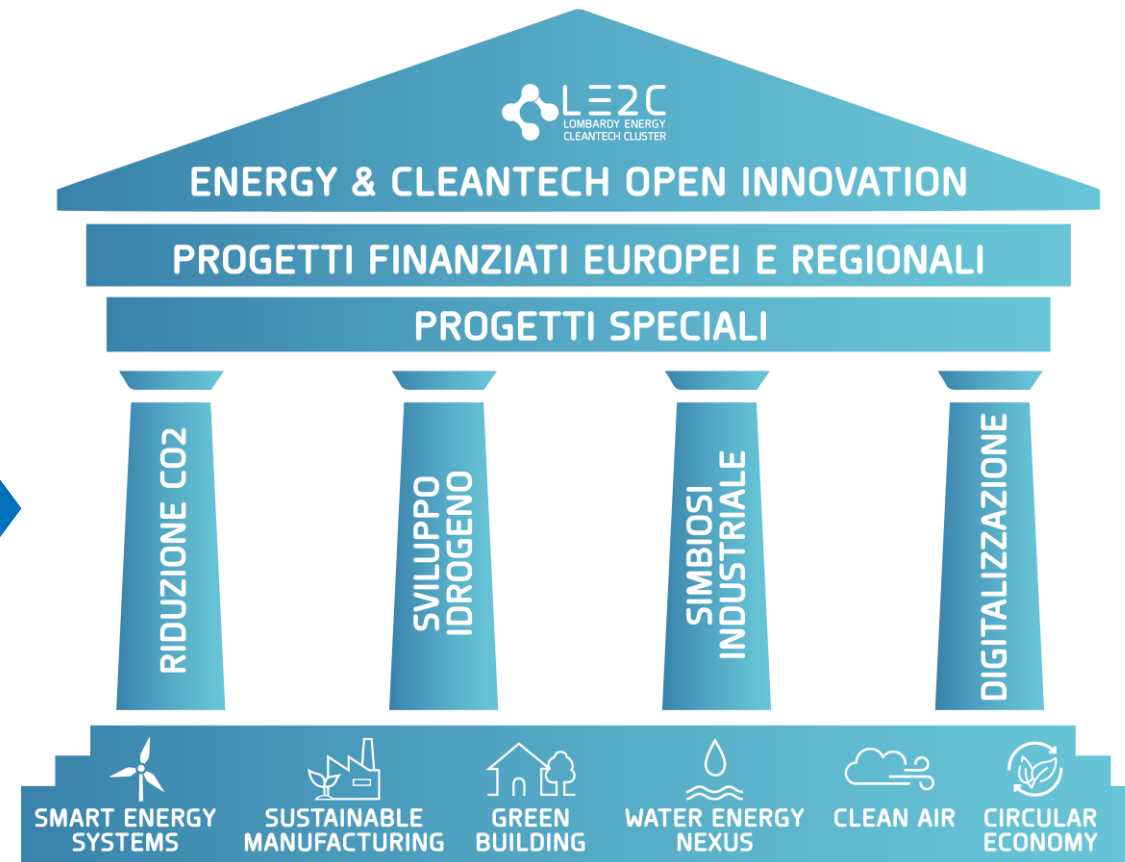 LE2C
LOMBARDY ENERGY
CLEANTECH CLUSTER
ENERGY & CLEANTECH OPEN INNOVATION
PROGETTI FINANZIATI EUROPEI E REGIONALI
PROGETTI SPECIALI
RIDUZIONE CO2
SVILUPPO
IDROGENO
SIMBIOSI
INDUSTRIALE
DIGITALIZZAZIONE
SMART ENERGY
SYSTEMS
SUSTAINABLE
MANUFACTURING
GREEN
BUILDING
WATER ENERGY
NEXUS
CLEAN AIR
CIRCULAR
ECONOMY